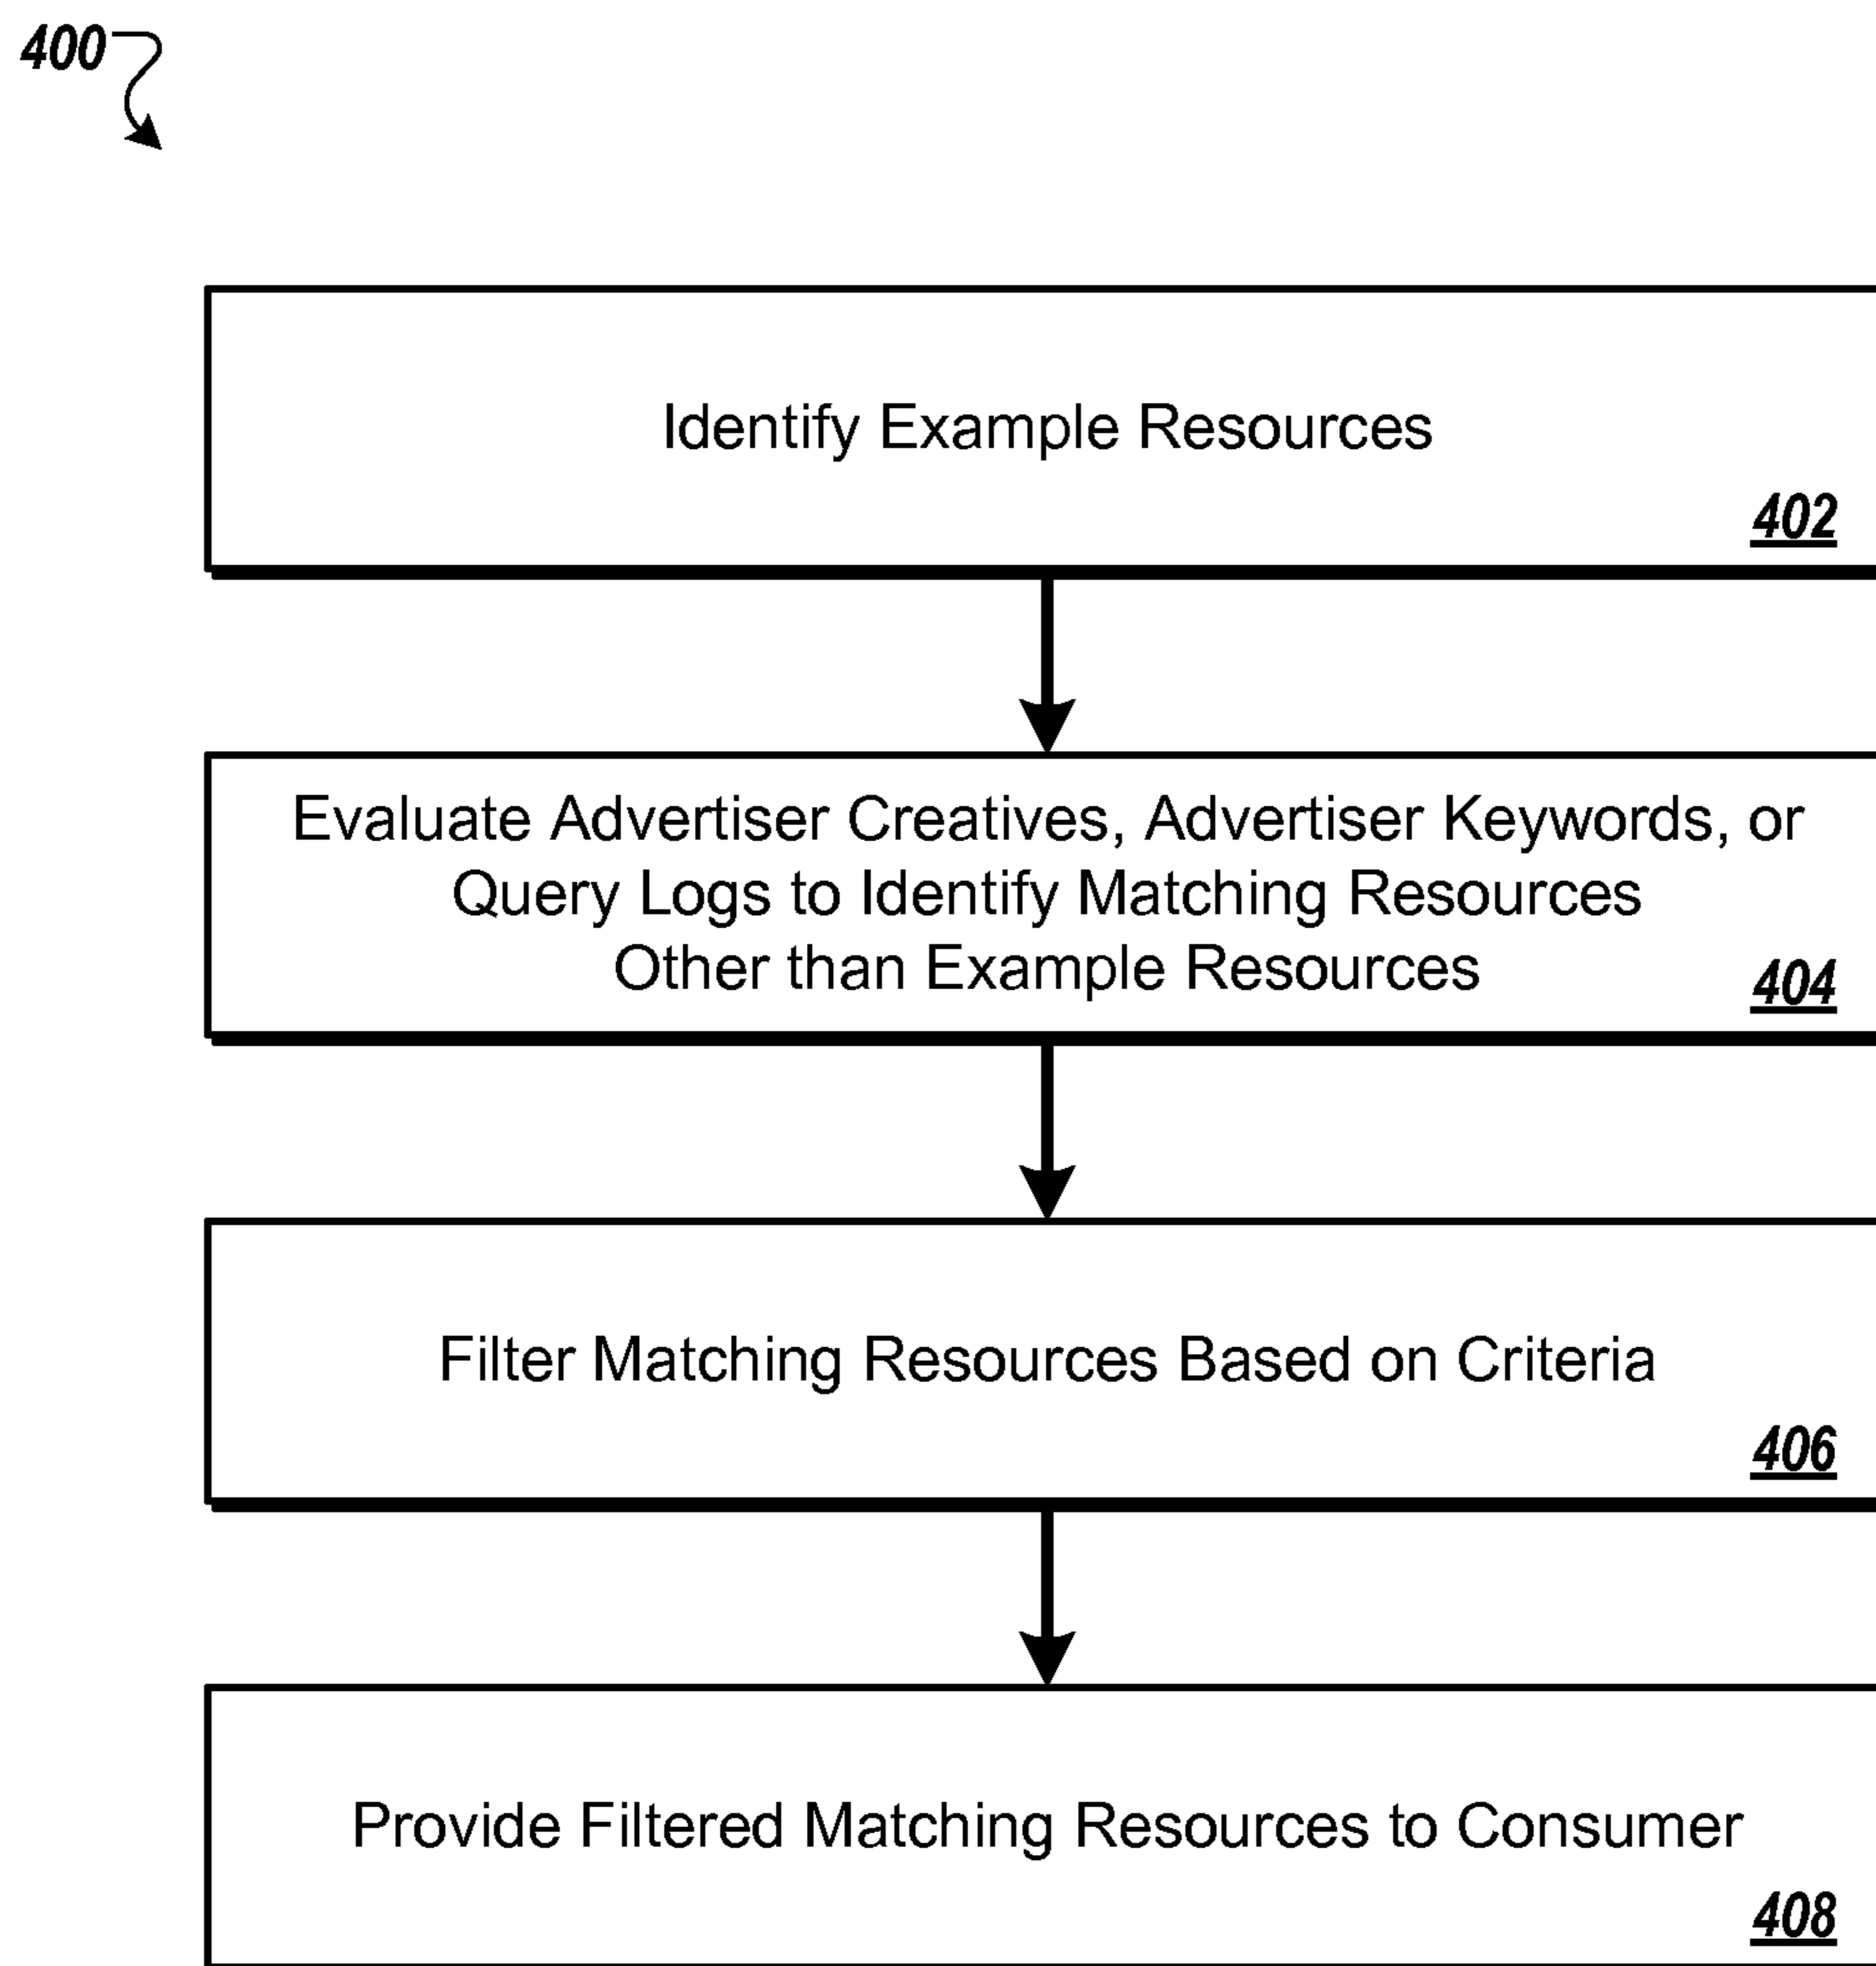 400
Identify Example Resources
402
Evaluate Advertiser Creatives, Advertiser Keywords, or
Query Logs to Identify Matching Resources
Other than Example Resources
404
Filter Matching Resources Based on Criteria
406
Provide Filtered Matching Resources to Consumer
408